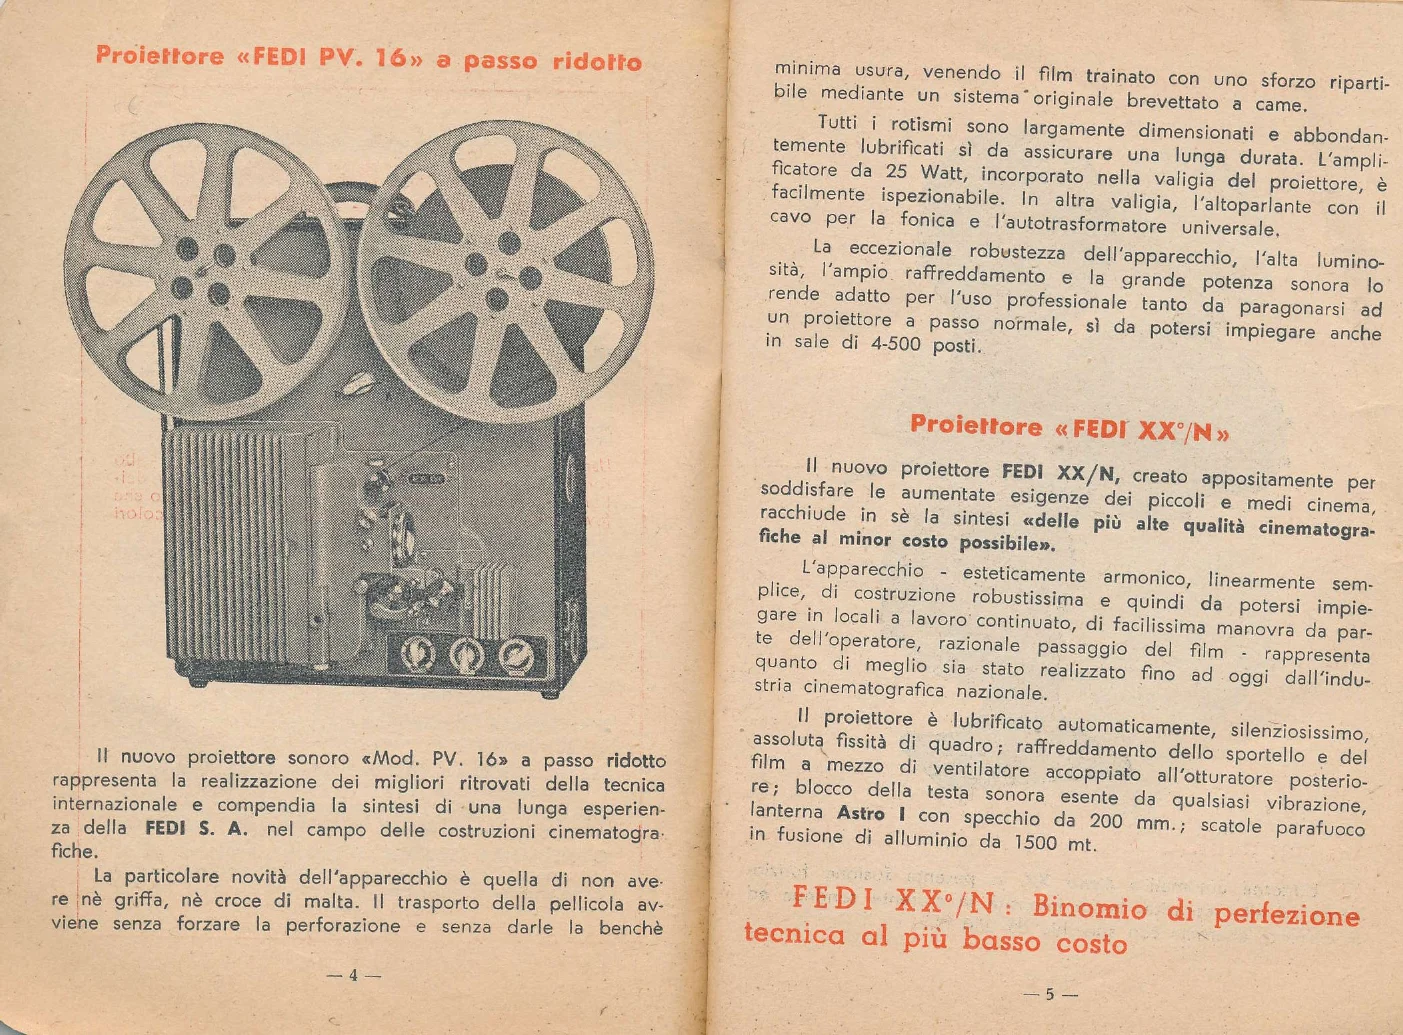 Proiettore «FEDI PV. 16» a passo ridotto
Il nuovo proiettore sonoro «Mod. PV. 16» a passo ridotto
rappresenta la realizzazione dei migliori ritrovati della tecnica
internazionale e compendia la sintesi di una lunga esperien-
za della FEDI S. A. nel campo delle costruzioni cinematogra-
fiche.
La particolare novità dell'apparecchio è quella di non ave-
re nè griffa, nè croce di malta. Il trasporto della pellicola av-
viene senza forzare la perforazione e senza darle la benchè
— 4 —
minima usura, venendo il film trainato con uno sforzo riparti-
bile mediante un sistema originale brevettato a came.
Tutti i rotismi sono largamente dimensionati e abbondan-
temente lubrificati sì da assicurare una lunga durata. L'ampli-
ficatore da 25 Watt, incorporato nella valigia del proiettore, è
facilmente ispezionabile. In altra valigia, l'altoparlante con il
cavo per la fonica e l'autotrasformatore universale.
La eccezionale robustezza dell'apparecchio, l'alta lumino-
sità, l'ampio raffreddamento e la grande potenza sonora lo
rende adatto per l'uso professionale tanto da paragonarsi ad
un proiettore a passo normale, sì da potersi impiegare anche
in sale di 4-500 posti.
Proiettore «FEDI XX°/N»
Il nuovo proiettore FEDI XX/N, creato appositamente per
soddisfare le aumentate esigenze dei piccoli e medi cinema,
racchiude in sè la sintesi «delle più alte qualità cinematogra-
fiche al minor costo possibile».
L'apparecchio - esteticamente armonico, linearmente sem-
plice, di costruzione robustissima e quindi da potersi impie-
gare in locali a lavoro continuato, di facilissima manovra da par-
te dell'operatore, razionale passaggio del film - rappresenta
quanto di meglio sia stato realizzato fino ad oggi dall'indu-
stria cinematografica nazionale.
Il proiettore è lubrificato automaticamente, silenziosissimo,
assoluta fissità di quadro; raffreddamento dello sportello e del
film a mezzo di ventilatore accoppiato all'otturatore posterio-
re; blocco della testa sonora esente da qualsiasi vibrazione,
lanterna Astro I con specchio da 200 mm.; scatole parafuoco
in fusione di alluminio da 1500 mt.
FEDI XX°/N: Binomio di perfezione
tecnica al più basso costo
— 5 —